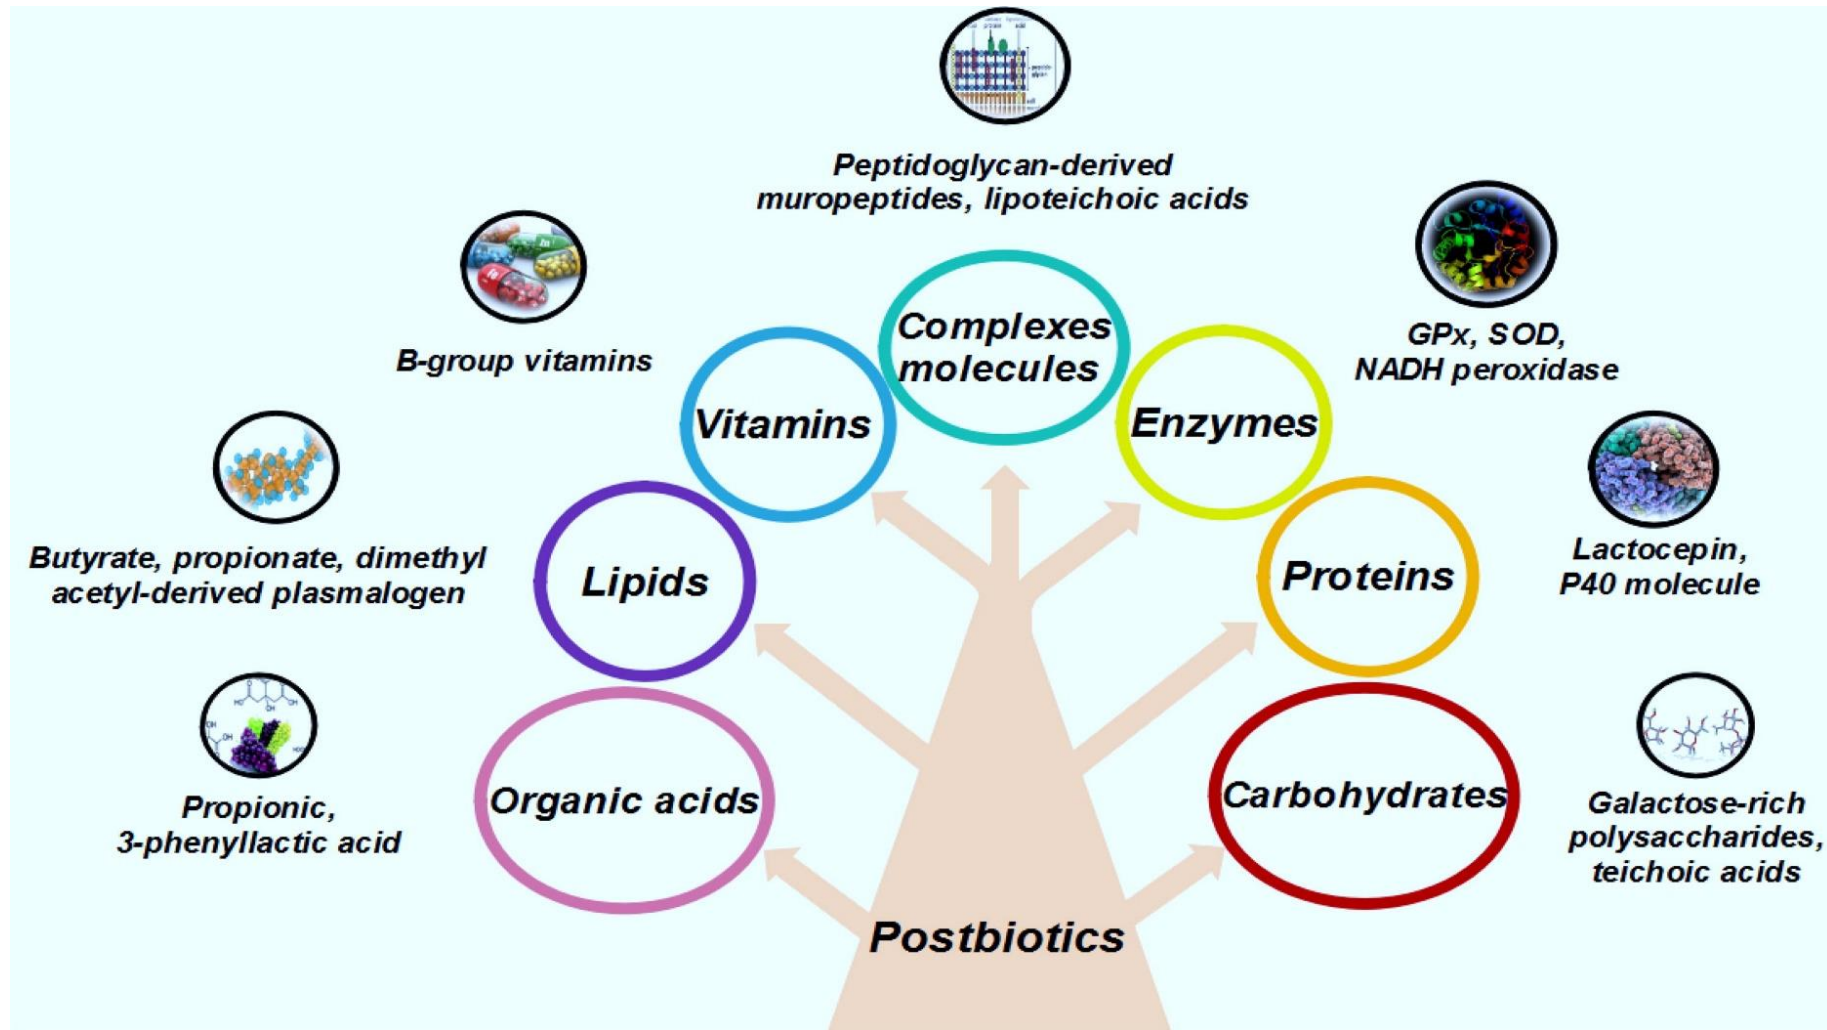 Peptidoglycan-derived
muropeptides, lipoteichoic acids
B-group vitamins
GPx, SOD,
NADH peroxidase
Complexes
molecules
Vitamins
Enzymes
Butyrate, propionate, dimethyl
acetyl-derived plasmalogen
Lipids
Proteins
Lactocepin,
P40 molecule
Propionic,
3-phenyllactic acid
Organic acids
Carbohydrates
Galactose-rich
polysaccharides,
teichoic acids
Postbiotics